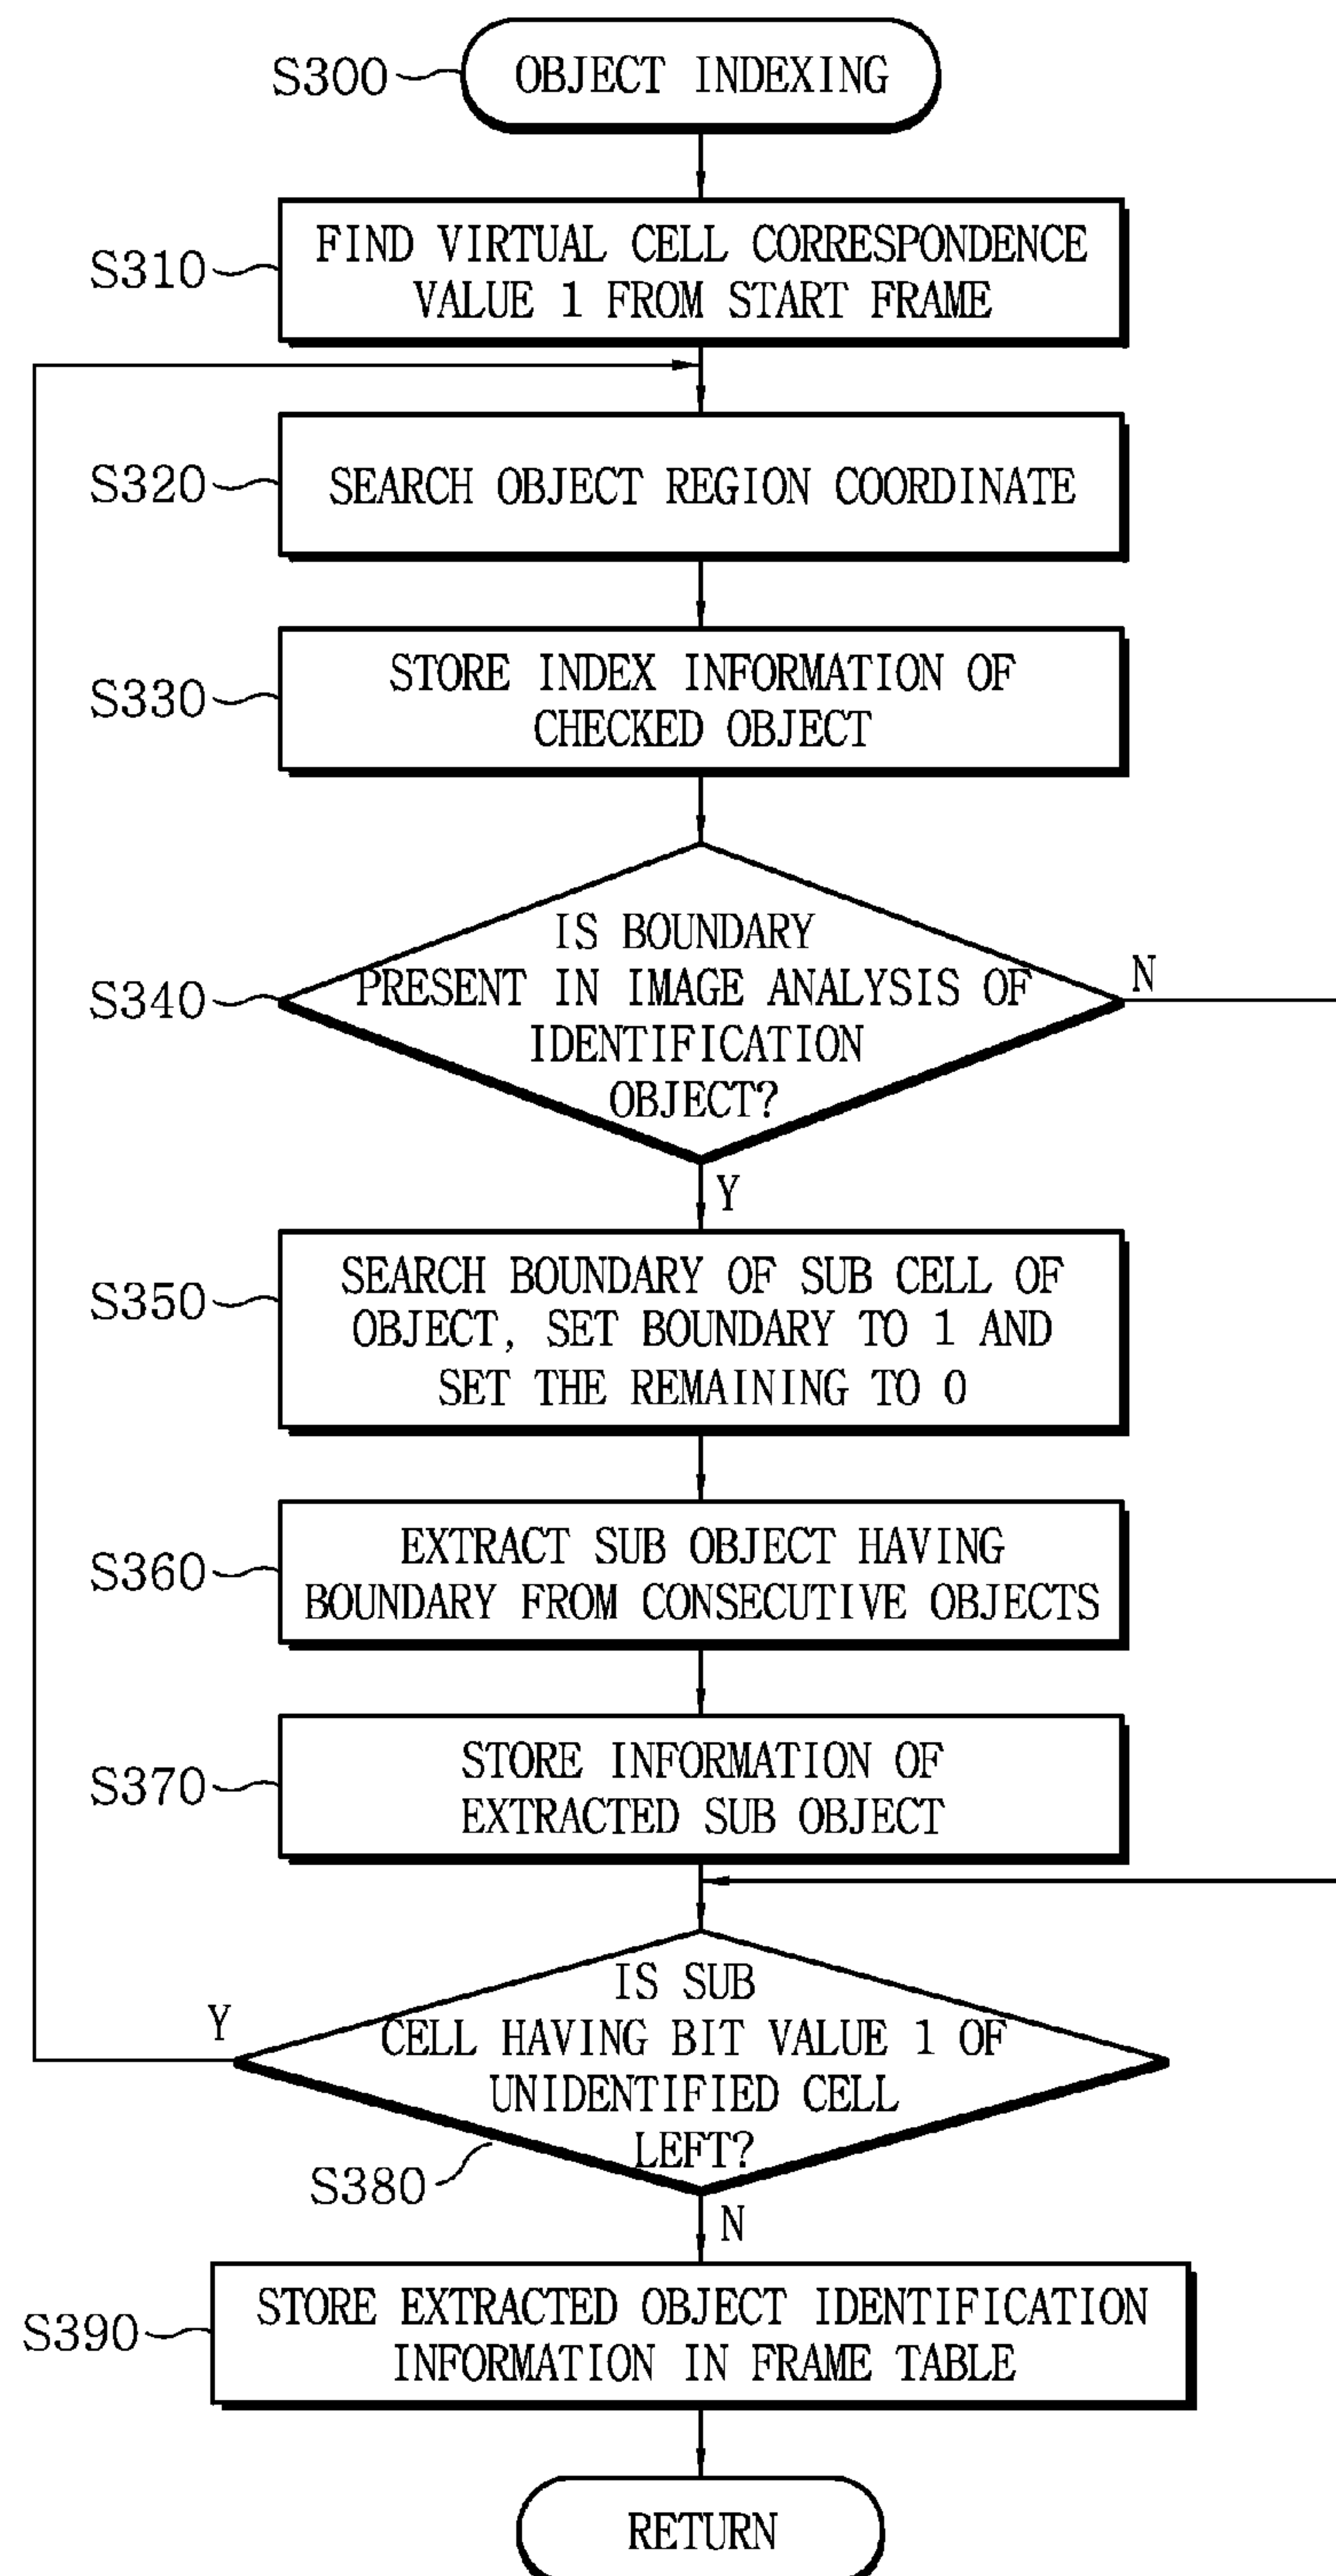 S300
OBJECT INDEXING
S310
FIND VIRTUAL CELL CORRESPONDENCE
VALUE 1 FROM START FRAME
S320
SEARCH OBJECT REGION COORDINATE
S330
STORE INDEX INFORMATION OF
CHECKED OBJECT
S340
IS BOUNDARY
PRESENT IN IMAGE ANALYSIS OF
IDENTIFICATION
OBJECT?
N
Y
S350
SEARCH BOUNDARY OF SUB CELL OF
OBJECT, SET BOUNDARY TO 1 AND
SET THE REMAINING TO 0
S360
EXTRACT SUB OBJECT HAVING
BOUNDARY FROM CONSECUTIVE OBJECTS
S370
STORE INFORMATION OF
EXTRACTED SUB OBJECT
IS SUB
CELL HAVING BIT VALUE 1 OF
UNIDENTIFIED CELL
LEFT?
Y
S380
N
S390
STORE EXTRACTED OBJECT IDENTIFICATION
INFORMATION IN FRAME TABLE
RETURN